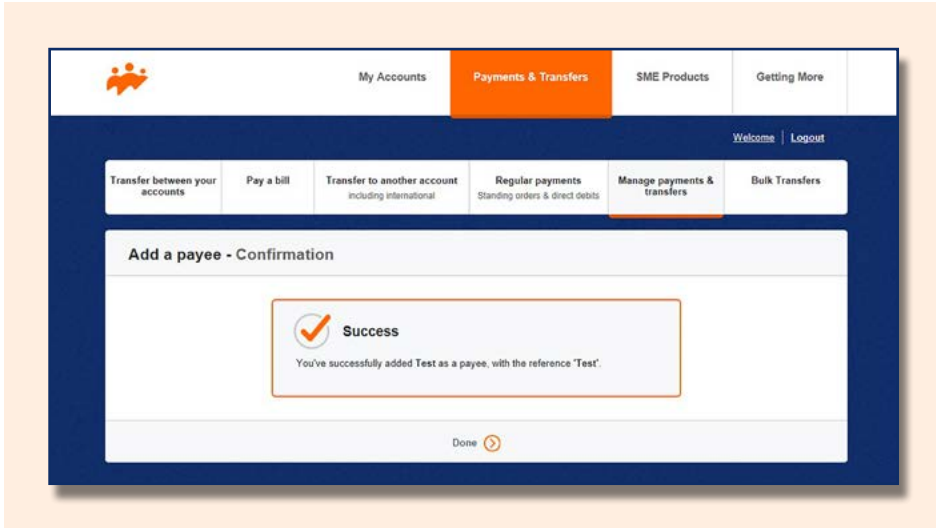 My Accounts
Payments & Transfers
SME Products
Getting More
Welcome | Logout
Transfer between your
accounts
Pay a bill
Transfer to another account
including international
Regular payments
Standing orders & direct debits
Manage payments &
transfers
Bulk Transfers
Add a payee - Confirmation
Success
You've successfully added Test as a payee, with the reference 'Test'.
Done